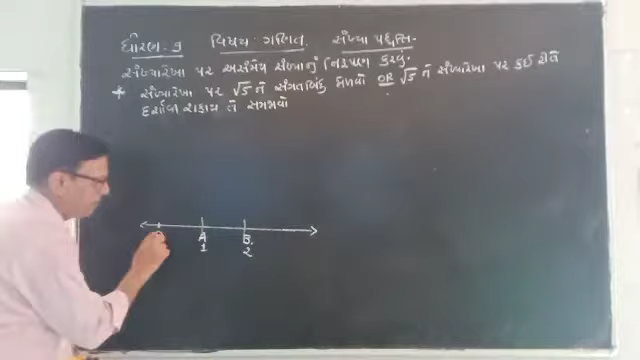 ધોરણ-૯ વિષય ગણિત. સંખ્યા પદ્ધતિ.
સંખ્યારેખા પર અસંમેય સંખ્યાનું નિરૂપણ કરવું.
* સંખ્યારેખા પર √5 ને સંગતબિંદુ મેળવો OR √5 ને સંખ્યારેખા પર કઈ રીતે
દર્શાવી શકાય તે સમજાવો
A B.
1 2